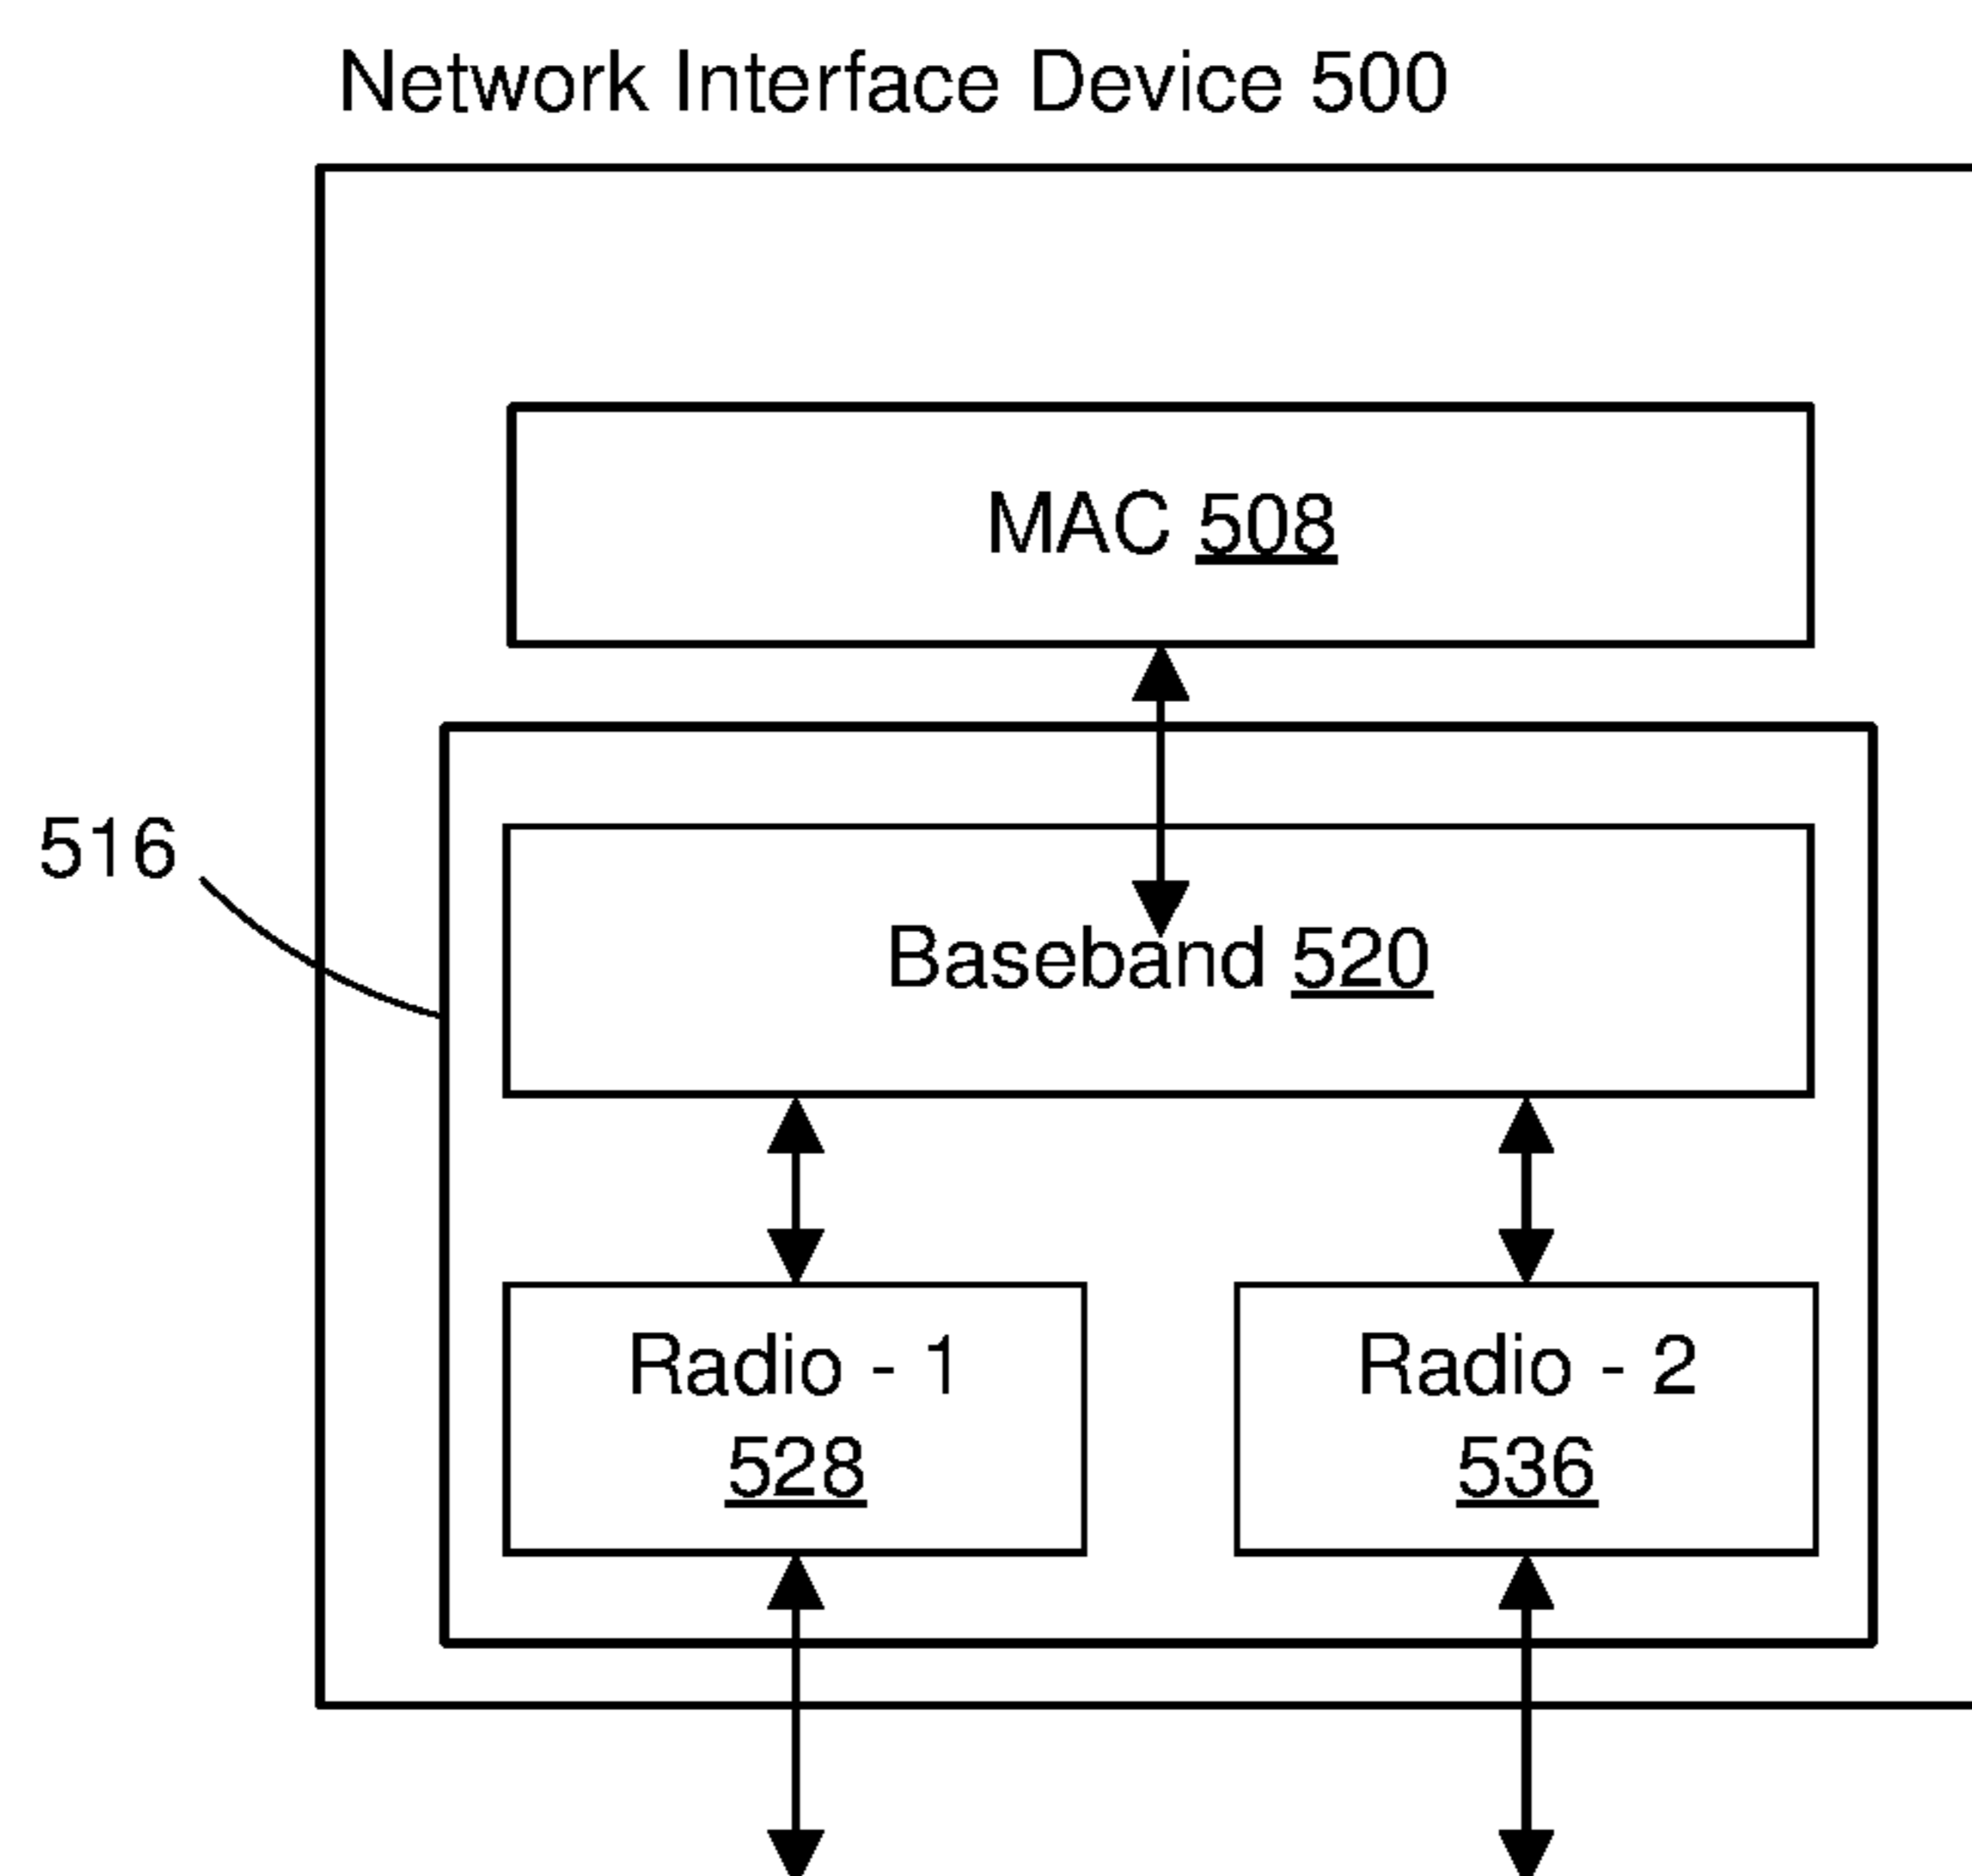 Network Interface Device 500
MAC 508
516
Baseband 520
Radio - 1
528
Radio - 2
536